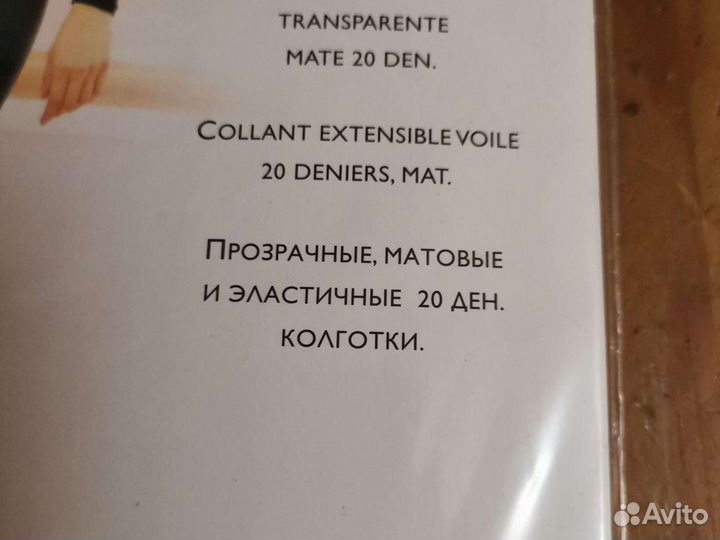 TRANSPARENTE
MATE 20 DEN.
COLLANT EXTENSIBLE VOILE
20 DENIERS, MAT.
ПРОЗРАЧНЫЕ, МАТОВЫЕ
И ЭЛАСТИЧНЫЕ 20 ДЕН.
КОЛГОТКИ.
Avito